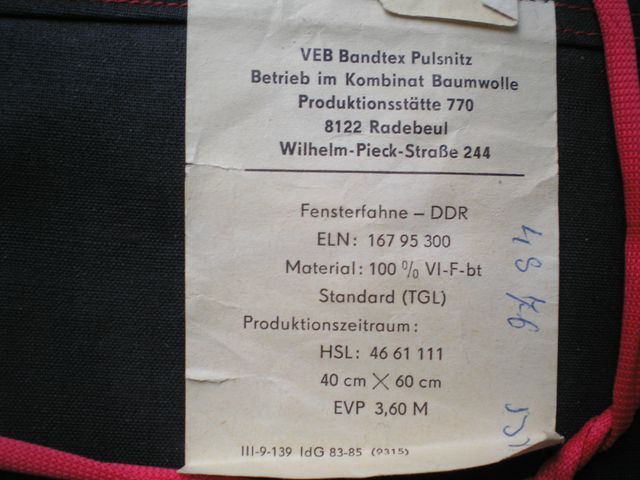 VEB Bandtex Pulsnitz
Betrieb im Kombinat Baumwolle
Produktionsstätte 770
8122 Radebeul
Wilhelm-Pieck-Straße 244
Fensterfahne – DDR
ELN: 167 95 300
Material: 100 % VI-F-bt
Standard (TGL)
Produktionszeitraum:
HSL: 46 61 111
40 cm X 60 cm
EVP 3,60 M
III-9-139 IdG 83-85 (9315)